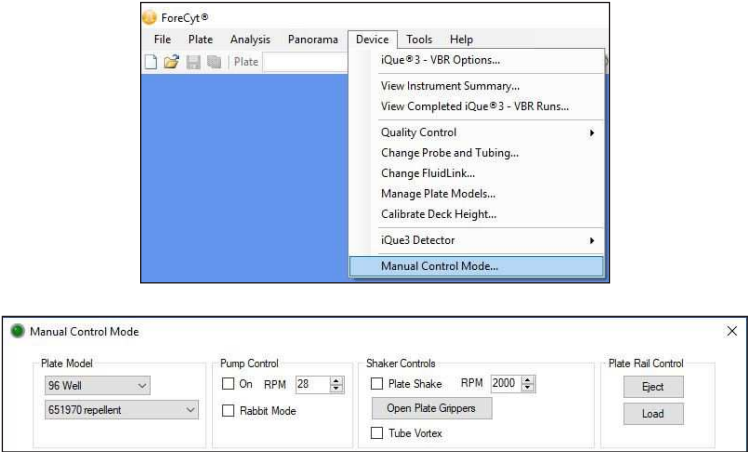 ForeCyt®
File Plate Analysis Panorama Device Tools Help
Plate
iQue®3 - VBR Options...
View Instrument Summary...
View Completed iQue®3 - VBR Runs...
Quality Control
Change Probe and Tubing...
Change FluidLink...
Manage Plate Models...
Calibrate Deck Height...
iQue3 Detector
Manual Control Mode...
Manual Control Mode
Plate Model Pump Control Shaker Controls Plate Rail Control
96 Well On RPM 28 Plate Shake RPM 2000 Eject
651970 repellent Rabbit Mode Open Plate Grippers Load
Tube Vortex